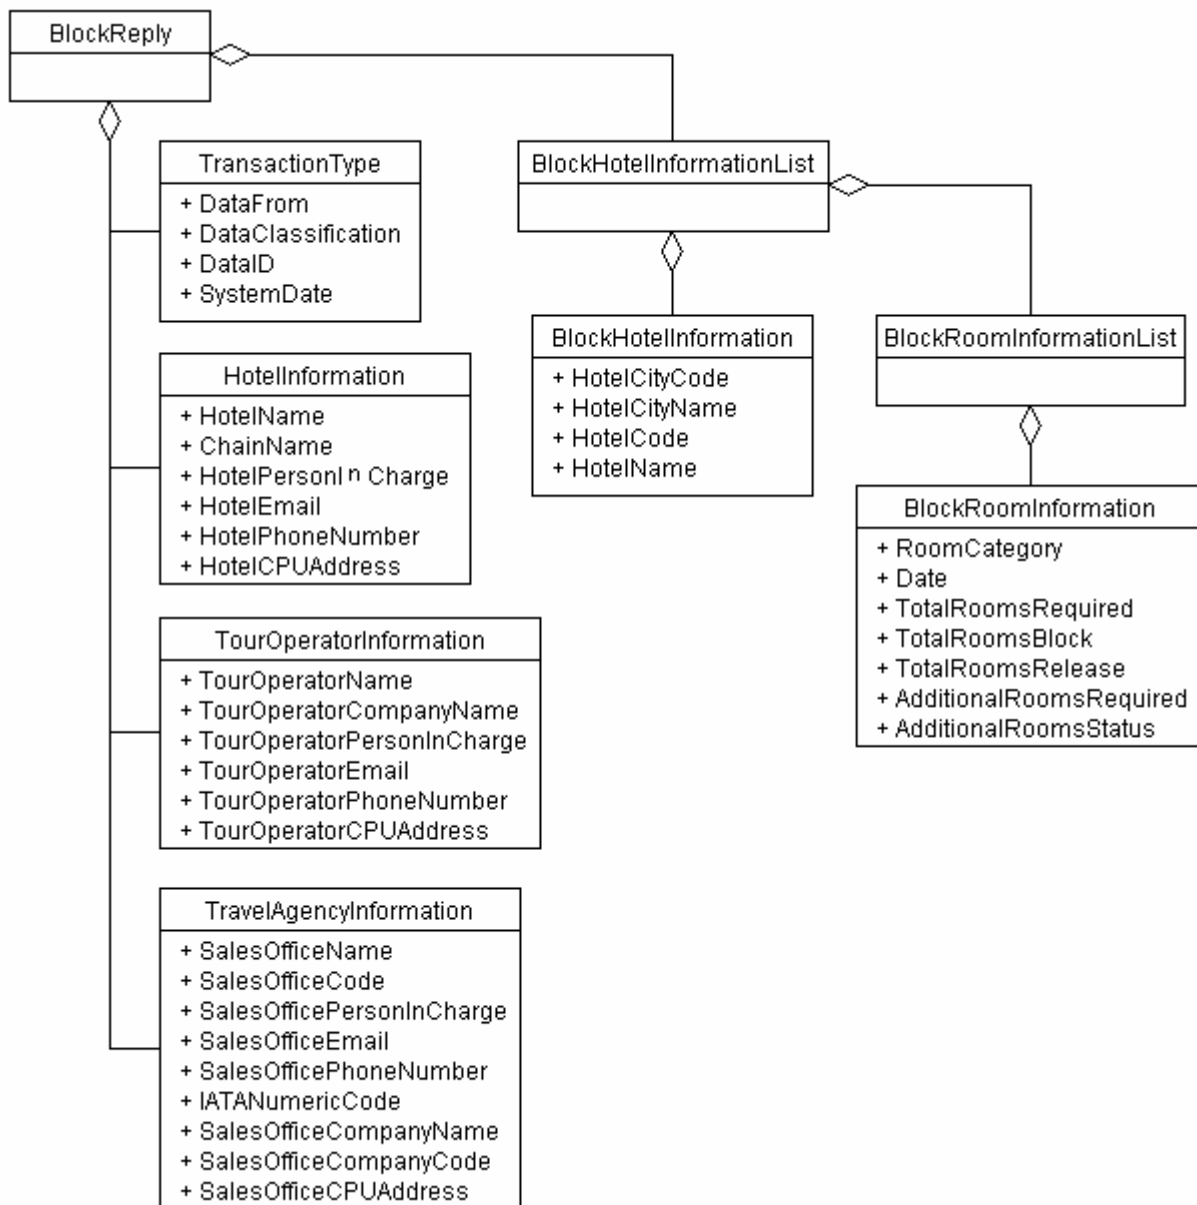 BlockReply
TransactionType
+ DataFrom
+ DataClassification
+ DataID
+ SystemDate
HotelInformation
+ HotelName
+ ChainName
+ HotelPersonIn Charge
+ HotelEmail
+ HotelPhoneNumber
+ HotelCPUAddress
TourOperatorInformation
+ TourOperatorName
+ TourOperatorCompanyName
+ TourOperatorPersonInCharge
+ TourOperatorEmail
+ TourOperatorPhoneNumber
+ TourOperatorCPUAddress
TravelAgencyInformation
+ SalesOfficeName
+ SalesOfficeCode
+ SalesOfficePersonInCharge
+ SalesOfficeEmail
+ SalesOfficePhoneNumber
+ IATANumericCode
+ SalesOfficeCompanyName
+ SalesOfficeCompanyCode
+ SalesOfficeCPUAddress
BlockHotelInformationList
BlockHotelInformation
+ HotelCityCode
+ HotelCityName
+ HotelCode
+ HotelName
BlockRoomInformationList
BlockRoomInformation
+ RoomCategory
+ Date
+ TotalRoomsRequired
+ TotalRoomsBlock
+ TotalRoomsRelease
+ AdditionalRoomsRequired
+ AdditionalRoomsStatus